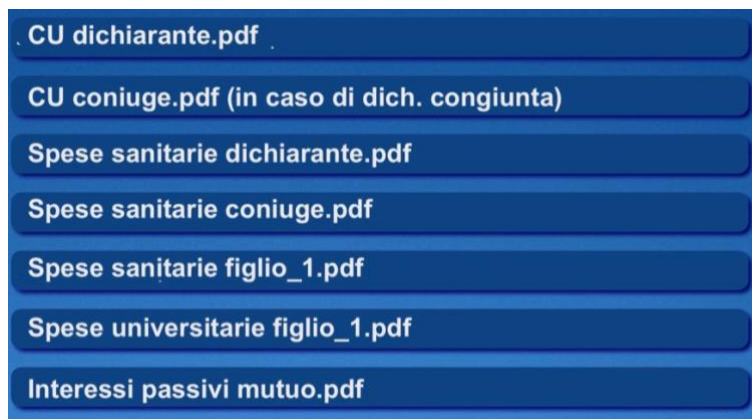 CU dichiarante.pdf
CU coniuge.pdf (in caso di dich. congiunta)
Spese sanitarie dichiarante.pdf
Spese sanitarie coniuge.pdf
Spese sanitarie figlio_1.pdf
Spese universitarie figlio_1.pdf
Interessi passivi mutuo.pdf